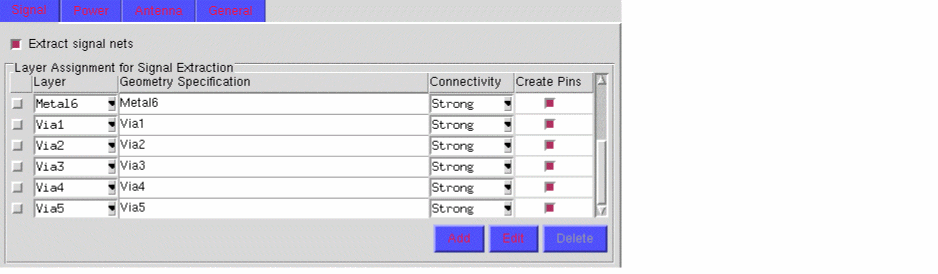 Signal Power Antenna General
Extract signal nets
Layer Assignment for Signal Extraction
Layer Geometry Specification Connectivity Create Pins
Metal6 Metal6 Strong
Via1 Via1 Strong
Via2 Via2 Strong
Via3 Via3 Strong
Via4 Via4 Strong
Via5 Via5 Strong
Add Edit Delete